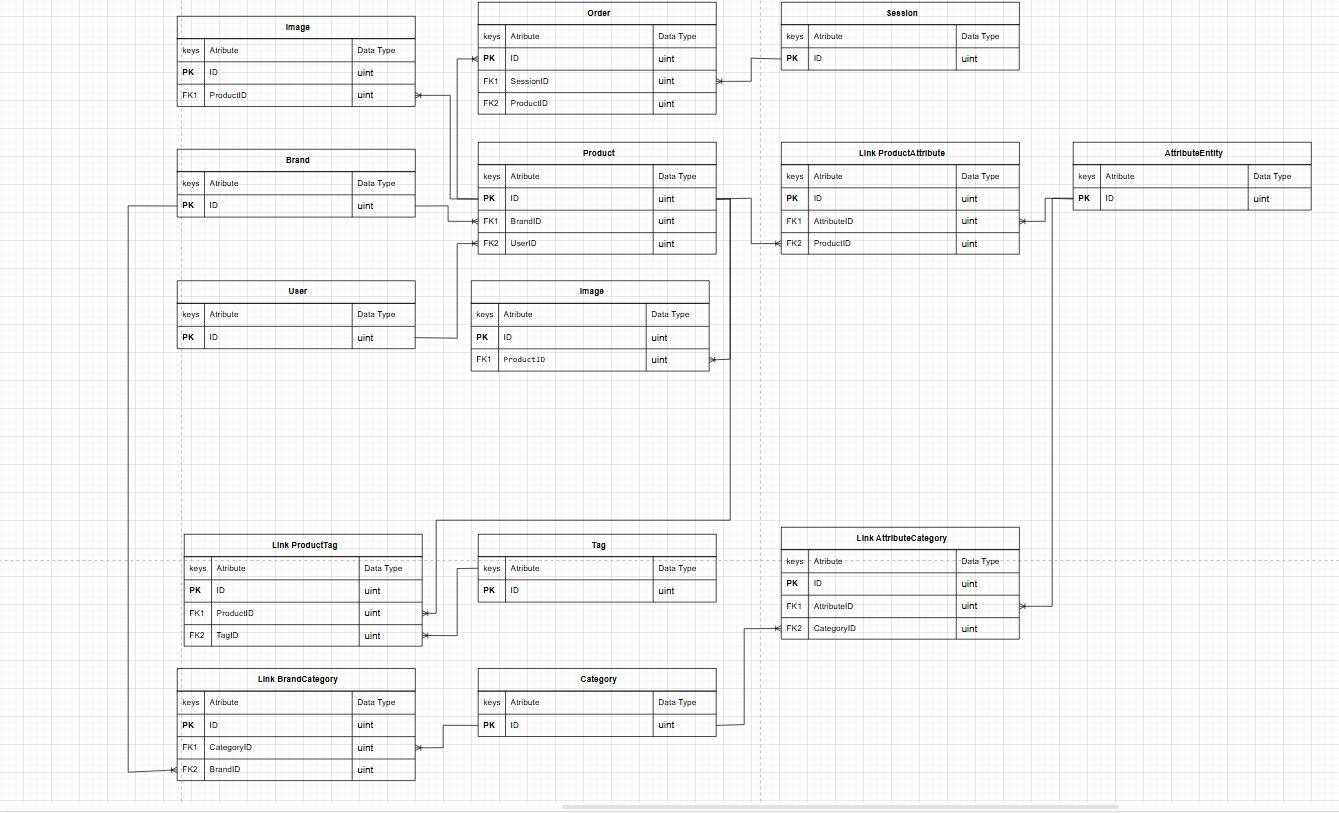 Image
keys Atribute Data Type
PK ID uint
FK1 ProductID uint
Order
keys Atribute Data Type
PK ID uint
FK1 SessionID uint
FK2 ProductID uint
Session
keys Atribute Data Type
PK ID uint
Brand
keys Atribute Data Type
PK ID uint
Product
keys Atribute Data Type
PK ID uint
FK1 BrandID uint
FK2 UserID uint
Link ProductAttribute
keys Atribute Data Type
PK ID uint
FK1 AttributeID uint
FK2 ProductID uint
AttributeEntity
keys Atribute Data Type
PK ID uint
User
keys Atribute Data Type
PK ID uint
Image
keys Atribute Data Type
PK ID uint
FK1 ProductID uint
Link ProductTag
keys Atribute Data Type
PK ID uint
FK1 ProductID uint
FK2 TagID uint
Tag
keys Atribute Data Type
PK ID uint
Link AttributeCategory
keys Atribute Data Type
PK ID uint
FK1 AttributeID uint
FK2 CategoryID uint
Link BrandCategory
keys Atribute Data Type
PK ID uint
FK1 CategoryID uint
FK2 BrandID uint
Category
keys Atribute Data Type
PK ID uint